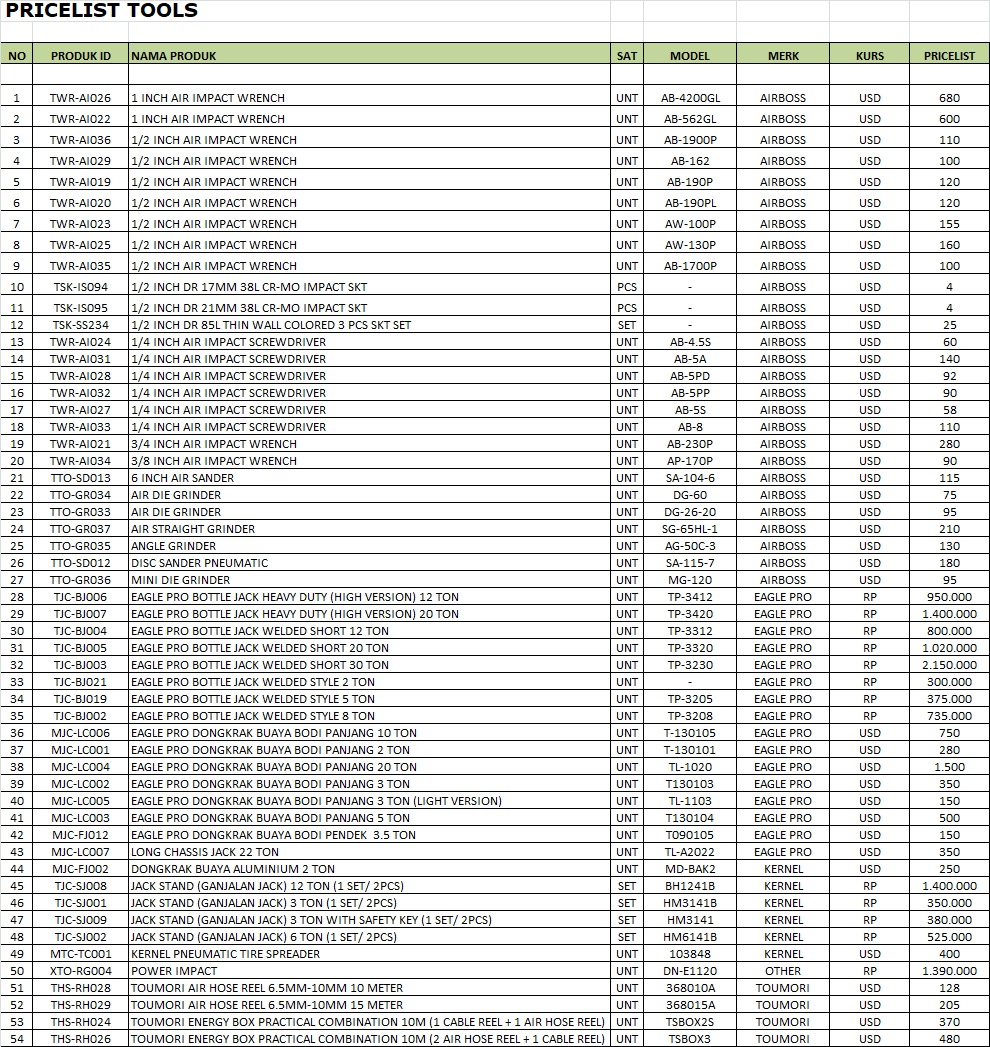 PRICELIST TOOLS
NO PRODUK ID NAMA PRODUK SAT MODEL MERK KURS PRICELIST
1 TWR-AI026 1 INCH AIR IMPACT WRENCH UNT AB-4200GL AIRBOSS USD 680
2 TWR-AI022 1 INCH AIR IMPACT WRENCH UNT AB-562GL AIRBOSS USD 600
3 TWR-AI036 1/2 INCH AIR IMPACT WRENCH UNT AB-1900P AIRBOSS USD 110
4 TWR-AI029 1/2 INCH AIR IMPACT WRENCH UNT AB-162 AIRBOSS USD 100
5 TWR-AI019 1/2 INCH AIR IMPACT WRENCH UNT AB-190P AIRBOSS USD 120
6 TWR-AI020 1/2 INCH AIR IMPACT WRENCH UNT AB-190PL AIRBOSS USD 120
7 TWR-AI023 1/2 INCH AIR IMPACT WRENCH UNT AW-100P AIRBOSS USD 155
8 TWR-AI025 1/2 INCH AIR IMPACT WRENCH UNT AW-130P AIRBOSS USD 160
9 TWR-AI035 1/2 INCH AIR IMPACT WRENCH UNT AB-1700P AIRBOSS USD 100
10 TSK-IS094 1/2 INCH DR 17MM 38L CR-MO IMPACT SKT PCS - AIRBOSS USD 4
11 TSK-IS095 1/2 INCH DR 21MM 38L CR-MO IMPACT SKT PCS - AIRBOSS USD 4
12 TSK-SS234 1/2 INCH DR 85L THIN WALL COLORED 3 PCS SKT SET SET - AIRBOSS USD 25
13 TWR-AI024 1/4 INCH AIR IMPACT SCREWDRIVER UNT AB-4.5S AIRBOSS USD 60
14 TWR-AI031 1/4 INCH AIR IMPACT SCREWDRIVER UNT AB-5A AIRBOSS USD 140
15 TWR-AI028 1/4 INCH AIR IMPACT SCREWDRIVER UNT AB-5PD AIRBOSS USD 92
16 TWR-AI032 1/4 INCH AIR IMPACT SCREWDRIVER UNT AB-5PP AIRBOSS USD 90
17 TWR-AI027 1/4 INCH AIR IMPACT SCREWDRIVER UNT AB-5S AIRBOSS USD 58
18 TWR-AI033 1/4 INCH AIR IMPACT SCREWDRIVER UNT AB-8 AIRBOSS USD 110
19 TWR-AI021 3/4 INCH AIR IMPACT WRENCH UNT AB-230P AIRBOSS USD 280
20 TWR-AI034 3/8 INCH AIR IMPACT WRENCH UNT AP-170P AIRBOSS USD 90
21 TTO-SD013 6 INCH AIR SANDER UNT SA-104-6 AIRBOSS USD 115
22 TTO-GR034 AIR DIE GRINDER UNT DG-60 AIRBOSS USD 75
23 TTO-GR033 AIR DIE GRINDER UNT DG-26-20 AIRBOSS USD 95
24 TTO-GR037 AIR STRAIGHT GRINDER UNT SG-65HL-1 AIRBOSS USD 210
25 TTO-GR035 ANGLE GRINDER UNT AG-50C-3 AIRBOSS USD 130
26 TTO-SD012 DISC SANDER PNEUMATIC UNT SA-115-7 AIRBOSS USD 180
27 TTO-GR036 MINI DIE GRINDER UNT MG-120 AIRBOSS USD 95
28 TJC-BJ006 EAGLE PRO BOTTLE JACK HEAVY DUTY (HIGH VERSION) 12 TON UNT TP-3412 EAGLE PRO RP 950.000
29 TJC-BJ007 EAGLE PRO BOTTLE JACK HEAVY DUTY (HIGH VERSION) 20 TON UNT TP-3420 EAGLE PRO RP 1.400.000
30 TJC-BJ004 EAGLE PRO BOTTLE JACK WELDED SHORT 12 TON UNT TP-3312 EAGLE PRO RP 800.000
31 TJC-BJ005 EAGLE PRO BOTTLE JACK WELDED SHORT 20 TON UNT TP-3320 EAGLE PRO RP 1.020.000
32 TJC-BJ003 EAGLE PRO BOTTLE JACK WELDED SHORT 30 TON UNT TP-3230 EAGLE PRO RP 2.150.000
33 TJC-BJ021 EAGLE PRO BOTTLE JACK WELDED STYLE 2 TON UNT - EAGLE PRO RP 300.000
34 TJC-BJ019 EAGLE PRO BOTTLE JACK WELDED STYLE 5 TON UNT TP-3205 EAGLE PRO RP 375.000
35 TJC-BJ002 EAGLE PRO BOTTLE JACK WELDED STYLE 8 TON UNT TP-3208 EAGLE PRO RP 735.000
36 MJC-LC006 EAGLE PRO DONGKRAK BUAYA BODI PANJANG 10 TON UNT T-130105 EAGLE PRO USD 750
37 MJC-LC001 EAGLE PRO DONGKRAK BUAYA BODI PANJANG 2 TON UNT T-130101 EAGLE PRO USD 280
38 MJC-LC004 EAGLE PRO DONGKRAK BUAYA BODI PANJANG 20 TON UNT TL-1020 EAGLE PRO USD 1.500
39 MJC-LC002 EAGLE PRO DONGKRAK BUAYA BODI PANJANG 3 TON UNT T130103 EAGLE PRO USD 350
40 MJC-LC005 EAGLE PRO DONGKRAK BUAYA BODI PANJANG 3 TON (LIGHT VERSION) UNT TL-1103 EAGLE PRO USD 150
41 MJC-LC003 EAGLE PRO DONGKRAK BUAYA BODI PANJANG 5 TON UNT T130104 EAGLE PRO USD 500
42 MJC-FJ012 EAGLE PRO DONGKRAK BUAYA BODI PENDEK 3.5 TON UNT T090105 EAGLE PRO USD 150
43 MJC-LC007 LONG CHASSIS JACK 22 TON UNT TL-A2022 EAGLE PRO USD 350
44 MJC-FJ002 DONGKRAK BUAYA ALUMINIUM 2 TON UNT MD-BAK2 KERNEL USD 250
45 TJC-SJ008 JACK STAND (GANJALAN JACK) 12 TON (1 SET/ 2PCS) SET BH1241B KERNEL RP 1.400.000
46 TJC-SJ001 JACK STAND (GANJALAN JACK) 3 TON (1 SET/ 2PCS) SET HM3141B KERNEL RP 350.000
47 TJC-SJ009 JACK STAND (GANJALAN JACK) 3 TON WITH SAFETY KEY (1 SET/ 2PCS) SET HM3141 KERNEL RP 380.000
48 TJC-SJ002 JACK STAND (GANJALAN JACK) 6 TON (1 SET/ 2PCS) SET HM6141B KERNEL RP 525.000
49 MTC-TC001 KERNEL PNEUMATIC TIRE SPREADER UNT 103848 KERNEL USD 400
50 XTO-RG004 POWER IMPACT UNT DN-E1120 OTHER RP 1.390.000
51 THS-RH028 TOUMORI AIR HOSE REEL 6.5MM-10MM 10 METER UNT 368010A TOUMORI USD 128
52 THS-RH029 TOUMORI AIR HOSE REEL 6.5MM-10MM 15 METER UNT 368015A TOUMORI USD 205
53 THS-RH024 TOUMORI ENERGY BOX PRACTICAL COMBINATION 10M (1 CABLE REEL + 1 AIR HOSE REEL) UNT TSBOX2S TOUMORI USD 370
54 THS-RH026 TOUMORI ENERGY BOX PRACTICAL COMBINATION 10M (2 AIR HOSE REEL + 1 CABLE REEL) UNT TSBOX3 TOUMORI USD 480